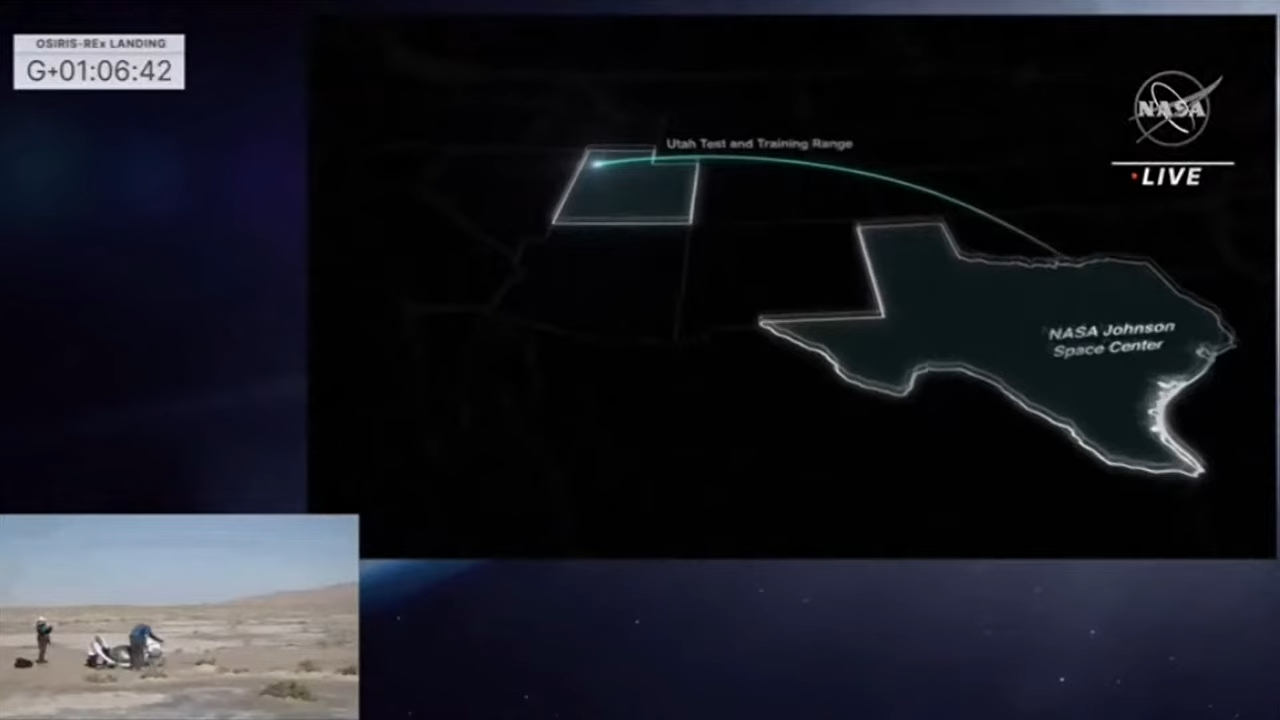 OSIRIS-REx LANDING
G+01:06:42
NASA
LIVE
Utah Test and Training Range
NASA Johnson
Space Center